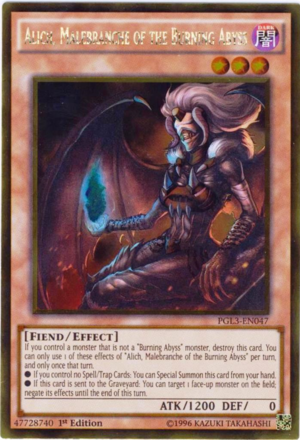 Alich, Malebranche of the Burning Abyss
DARK
闇
PGL3-EN047
[Fiend/Effect]
If you control a monster that is not a "Burning Abyss" monster, destroy this card. You
can only use 1 of these effects of "Alich, Malebranche of the Burning Abyss" per turn,
and only once that turn.
● If you control no Spell/Trap Cards: You can Special Summon this card from your hand.
● If this card is sent to the Graveyard: You can target 1 face-up monster on the field;
negate its effects until the end of this turn.
ATK/1200 DEF/ 0
47728740 1st Edition ©1996 KAZUKI TAKAHASHI